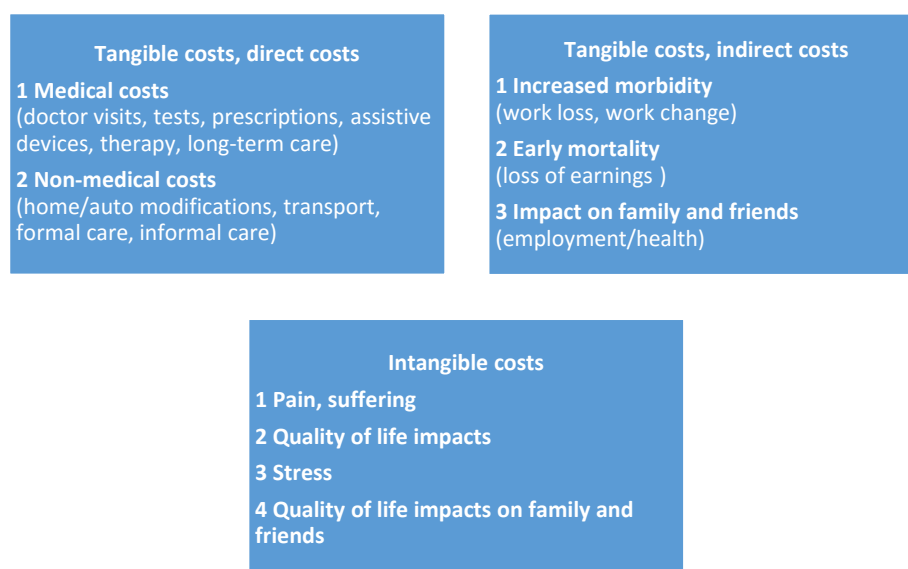 Tangible costs, direct costs
1 Medical costs
(doctor visits, tests, prescriptions, assistive
devices, therapy, long-term care)
2 Non-medical costs
(home/auto modifications, transport,
formal care, informal care)
Tangible costs, indirect costs
1 Increased morbidity
(work loss, work change)
2 Early mortality
(loss of earnings )
3 Impact on family and friends
(employment/health)
Intangible costs
1 Pain, suffering
2 Quality of life impacts
3 Stress
4 Quality of life impacts on family and
friends